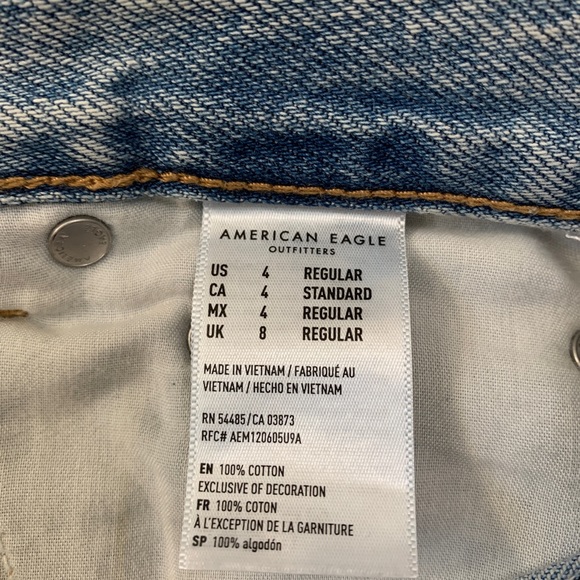 AMERICAN EAGLE
OUTFITTERS
US 4 REGULAR
CA 4 STANDARD
MX 4 REGULAR
UK 8 REGULAR
MADE IN VIETNAM / FABRIQUÉ AU
VIETNAM / HECHO EN VIETNAM
RN 54485/CA 03873
RFC# AEM120605U9A
EN 100% COTTON
EXCLUSIVE OF DECORATION
FR 100% COTON
À L'EXCEPTION DE LA GARNITURE
SP 100% algodón